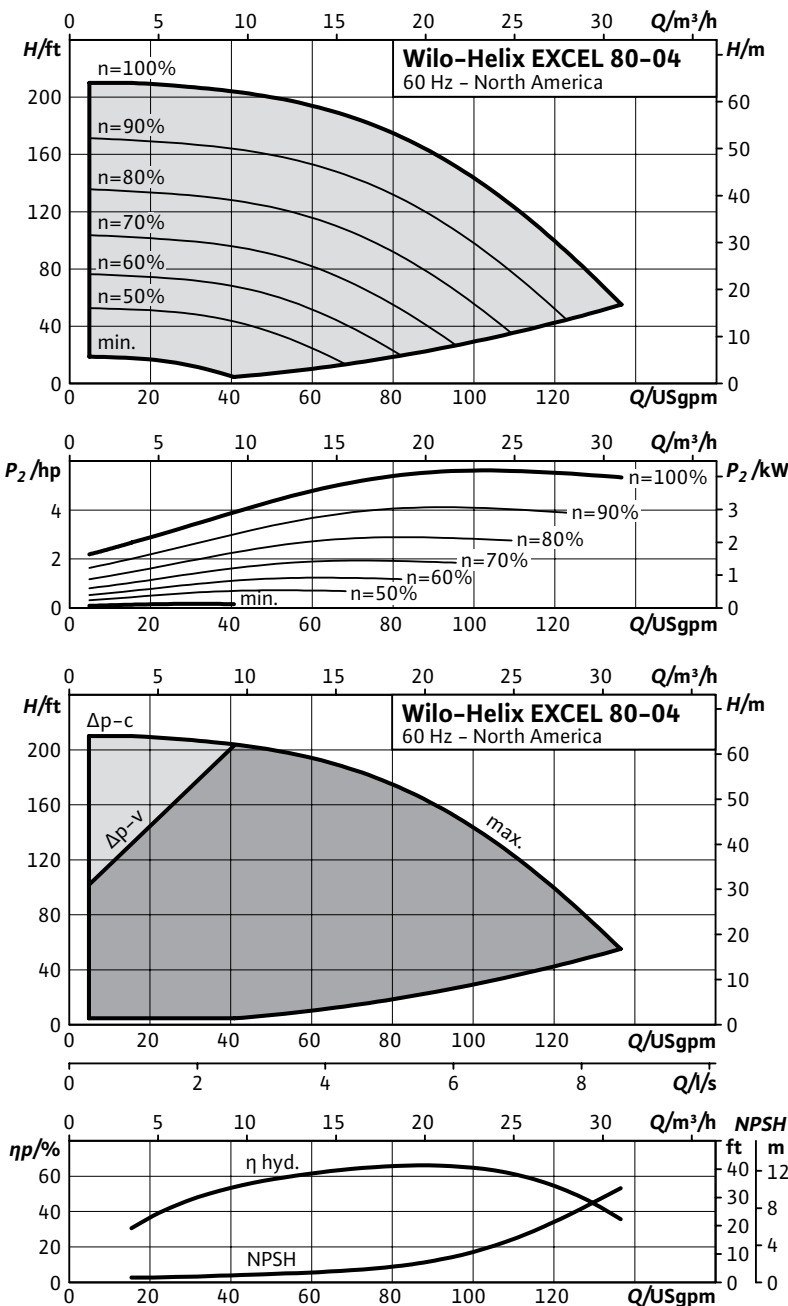 0 5 10 15 20 25 30 Q/m³/h
H/ft
H/m
Wilo-Helix EXCEL 80-04
60 Hz - North America
n=100%
n=90%
n=80%
n=70%
n=60%
n=50%
min.
200
160
120
80
40
0
60
50
40
30
20
10
0
0 20 40 60 80 100 120 Q/USgpm
0 5 10 15 20 25 30 Q/m³/h
P₂/hp
P₂/kW
4
2
0
n=100%
n=90%
n=80%
n=70%
n=60%
n=50%
min.
3
2
1
0
0 20 40 60 80 100 120 Q/USgpm
0 5 10 15 20 25 30 Q/m³/h
H/ft
H/m
Wilo-Helix EXCEL 80-04
60 Hz - North America
Δp-c
Δp-v
max.
200
160
120
80
40
0
60
50
40
30
20
10
0
0 20 40 60 80 100 120 Q/USgpm
0 2 4 6 8 Q/l/s
0 5 10 15 20 25 30 Q/m³/h
NPSH
ηp/%
ft m
η hyd.
NPSH
60
40
20
0
40
30
20
10
0
12
8
4
0
0 20 40 60 80 100 120 Q/USgpm